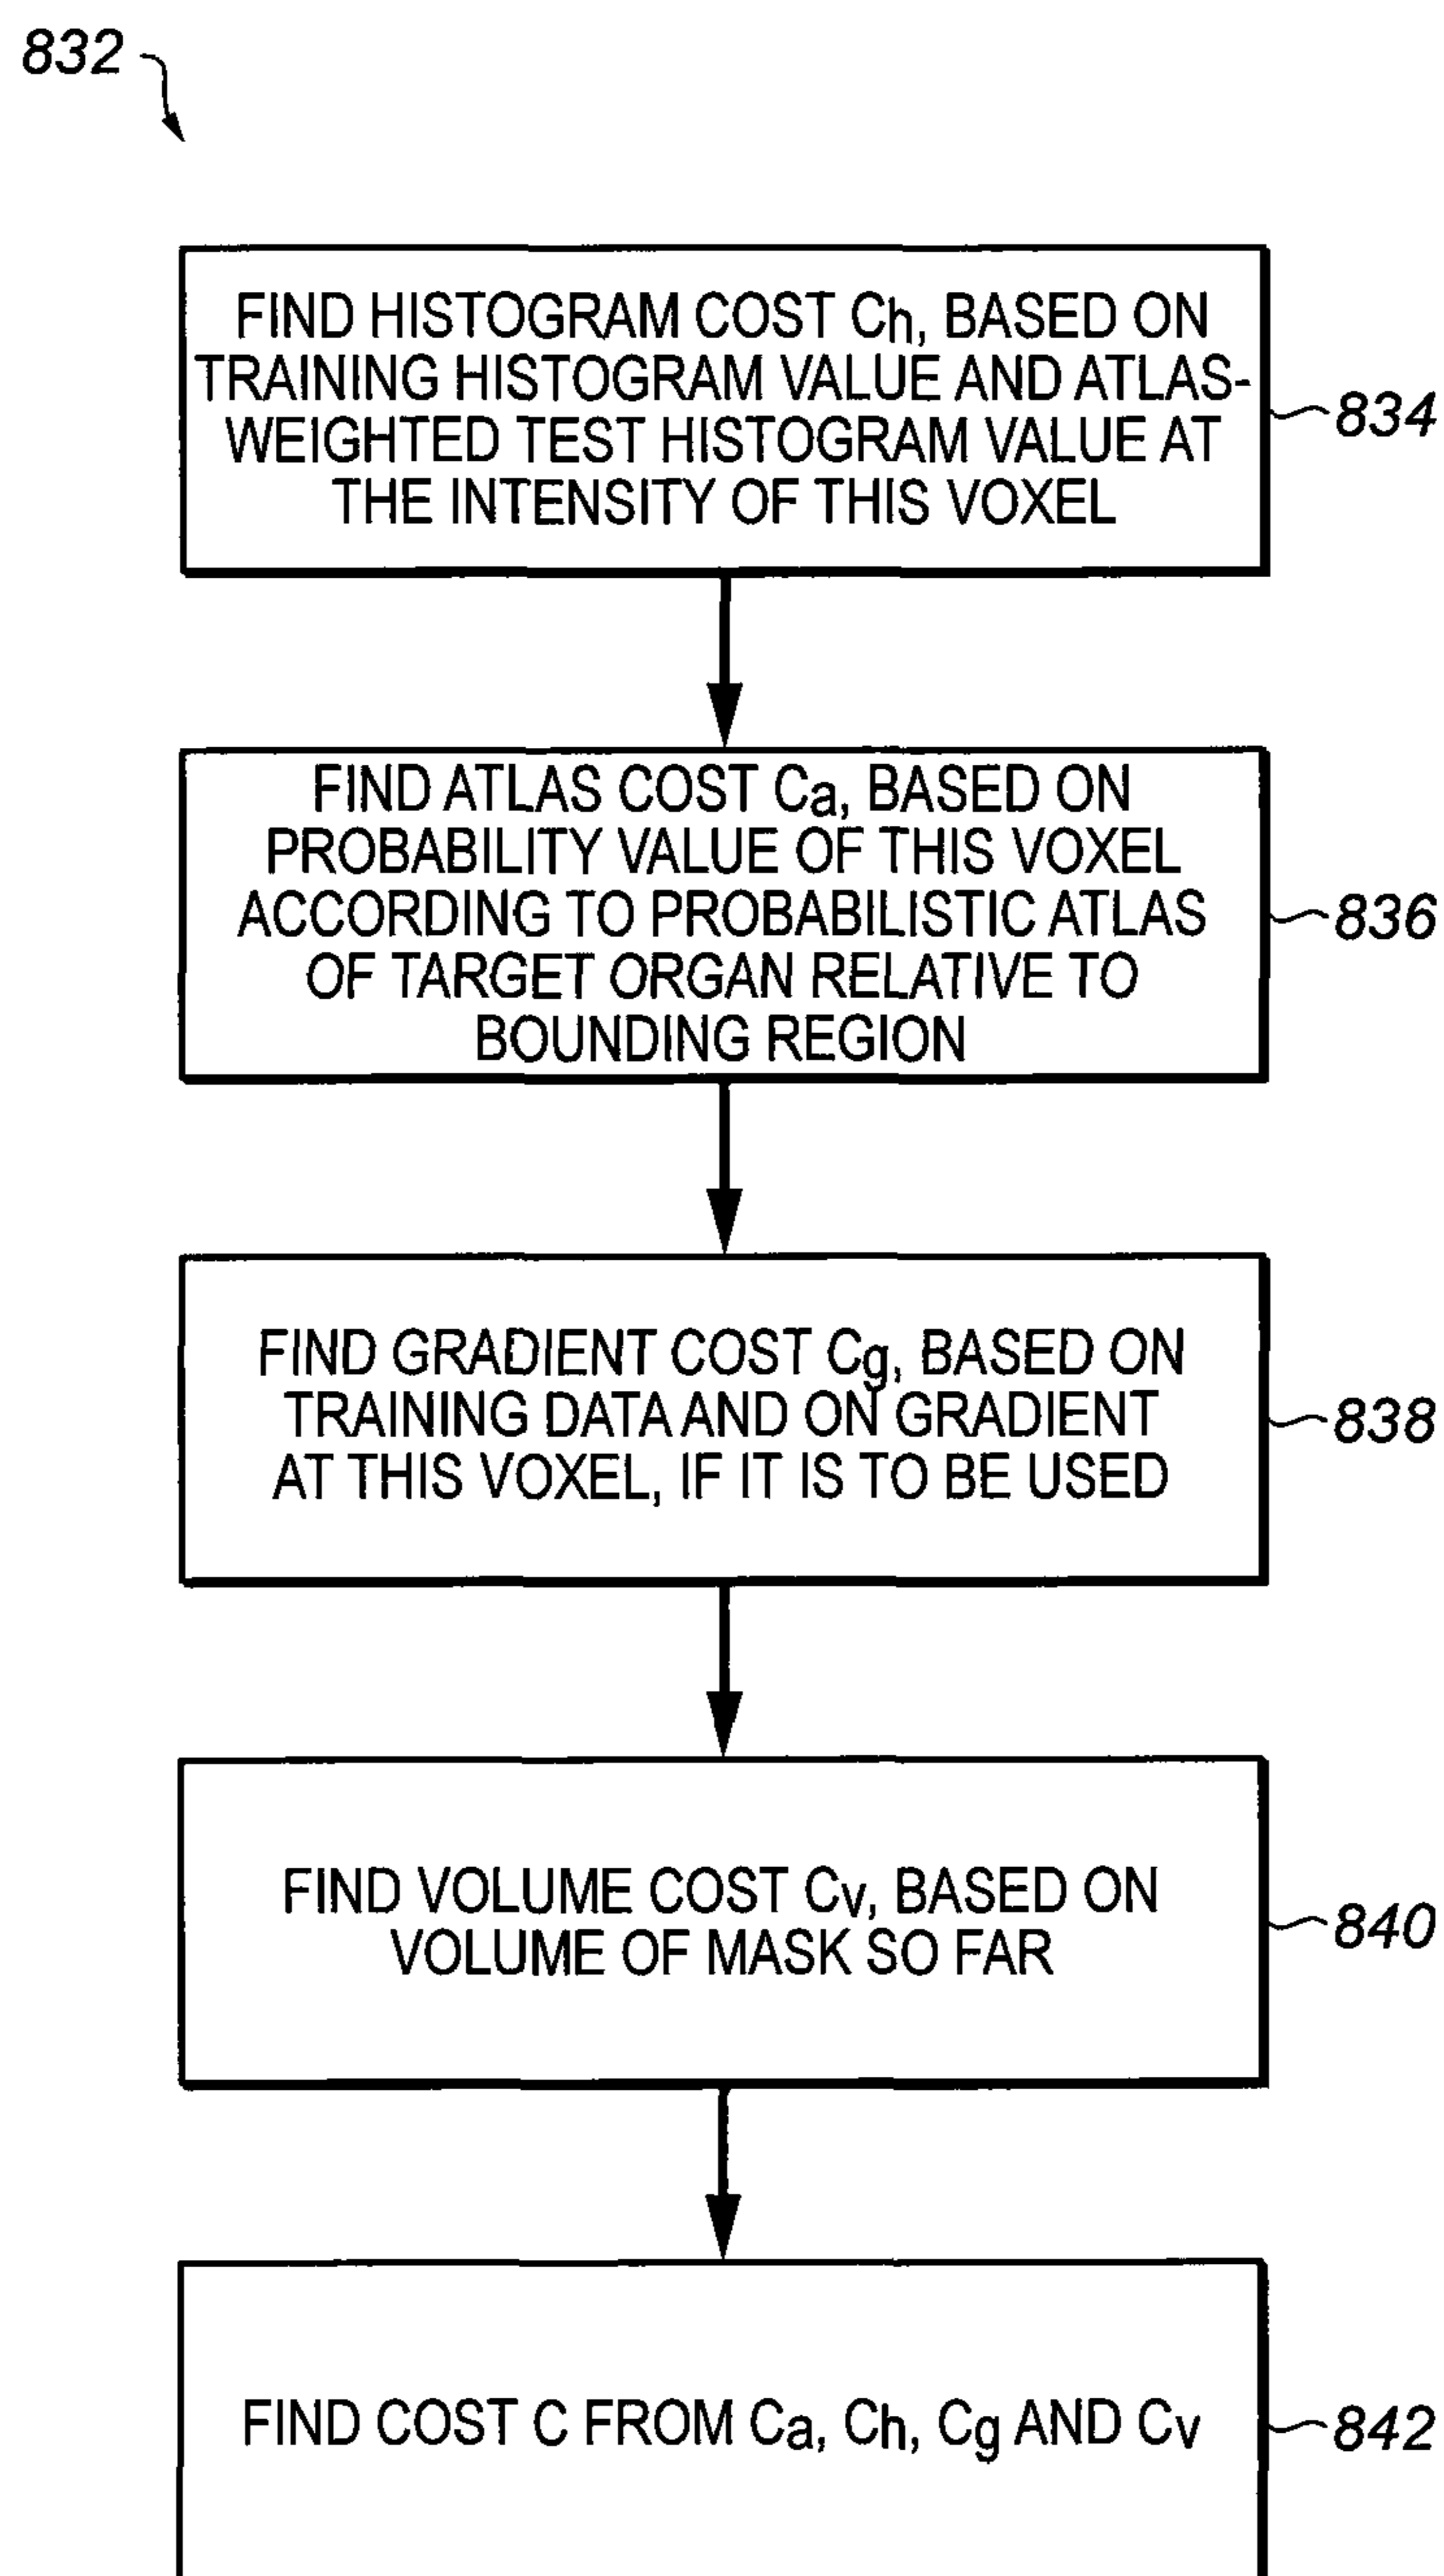 832
FIND HISTOGRAM COST Ch, BASED ON
TRAINING HISTOGRAM VALUE AND ATLAS-
WEIGHTED TEST HISTOGRAM VALUE AT
THE INTENSITY OF THIS VOXEL
834
FIND ATLAS COST Ca, BASED ON
PROBABILITY VALUE OF THIS VOXEL
ACCORDING TO PROBABILISTIC ATLAS
OF TARGET ORGAN RELATIVE TO
BOUNDING REGION
836
FIND GRADIENT COST Cg, BASED ON
TRAINING DATA AND ON GRADIENT
AT THIS VOXEL, IF IT IS TO BE USED
838
FIND VOLUME COST Cv, BASED ON
VOLUME OF MASK SO FAR
840
FIND COST C FROM Ca, Ch, Cg AND Cv
842